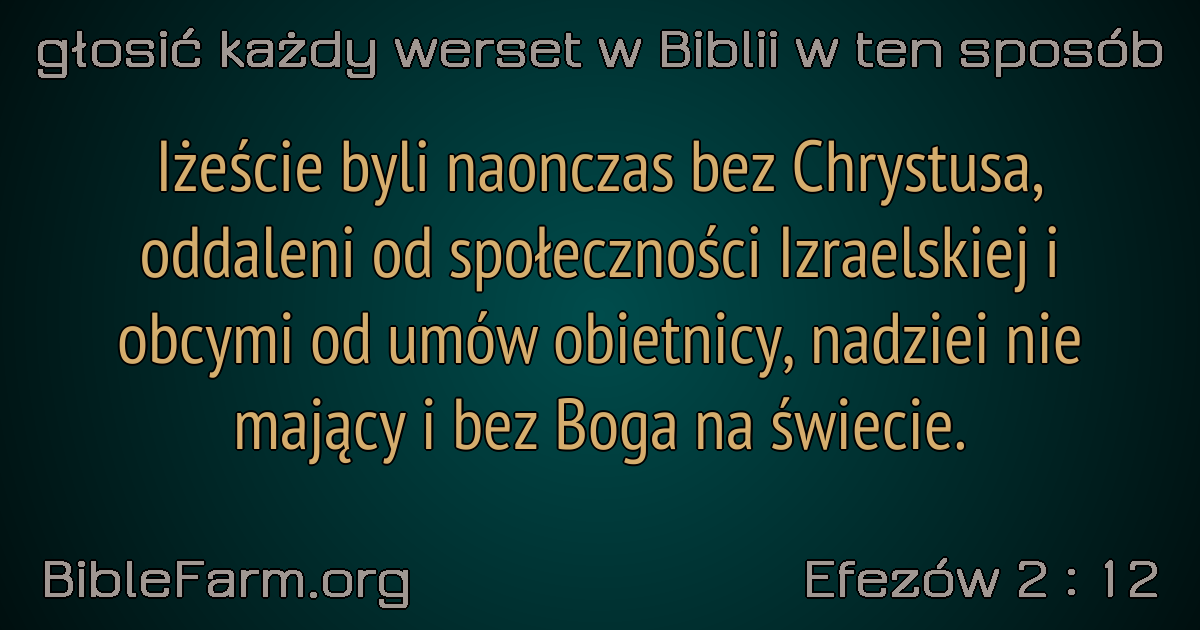 głosić każdy werset w Biblii w ten sposób
Iżeście byli naonczas bez Chrystusa,
oddaleni od społeczności Izraelskiej i
obcymi od umów obietnicy, nadziei nie
mający i bez Boga na świecie.
BibleFarm.org
Efezów 2 : 12